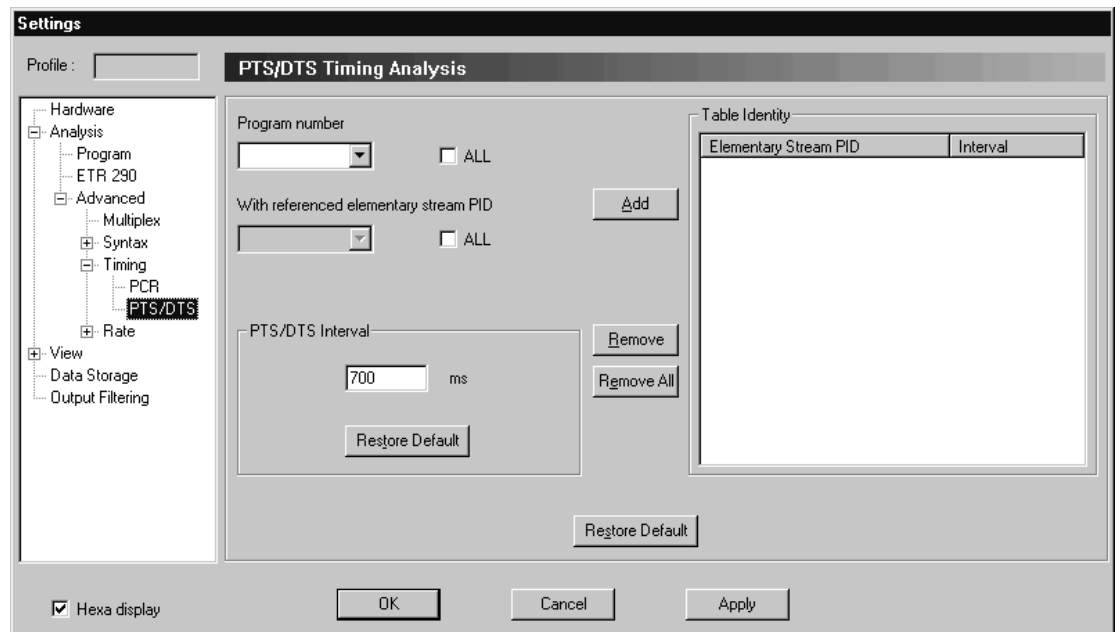 Settings
Profile :
PTS/DTS Timing Analysis
Hardware
Analysis
Program
ETR 290
Advanced
Multiplex
Syntax
Timing
PCR
PTS/DTS
Rate
View
Data Storage
Output Filtering
Program number
ALL
With referenced elementary stream PID
ALL
Add
PTS/DTS Interval
700 ms
Restore Default
Remove
Remove All
Table Identity
Elementary Stream PID Interval
Restore Default
Hexa display
OK
Cancel
Apply